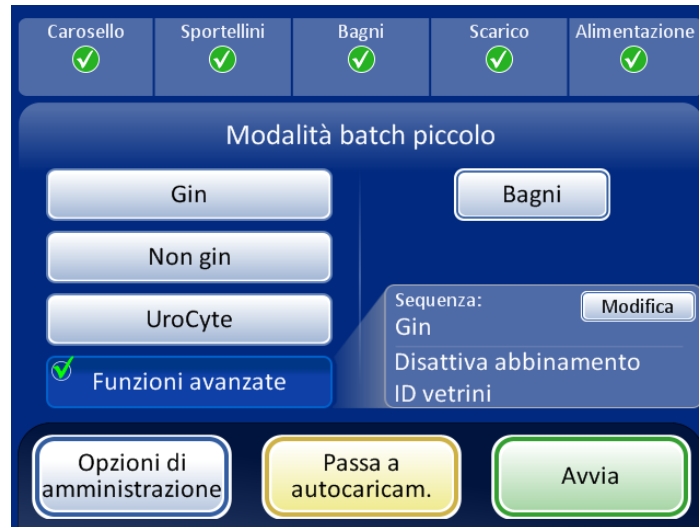 Carosello
Sportellini
Bagni
Scarico
Alimentazione
Modalità batch piccolo
Gin
Bagni
Non gin
UroCyte
Sequenza:
Modifica
Gin
Disattiva abbinamento
ID vetrini
Funzioni avanzate
Opzioni di
amministrazione
Passa a
autocaricam.
Avvia